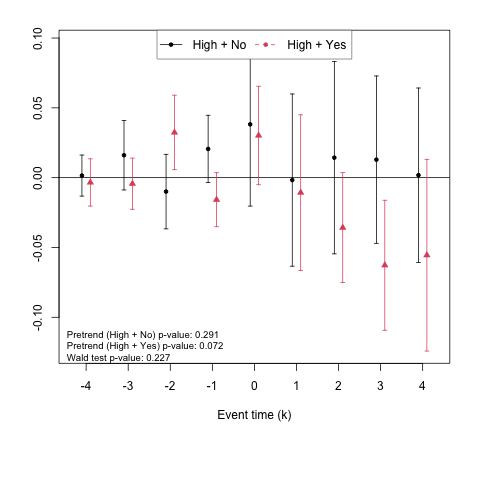 High + No High + Yes
0.10
0.05
0.00
-0.05
-0.10
Pretrend (High + No) p-value: 0.291
Pretrend (High + Yes) p-value: 0.072
Wald test p-value: 0.227
-4 -3 -2 -1 0 1 2 3 4
Event time (k)